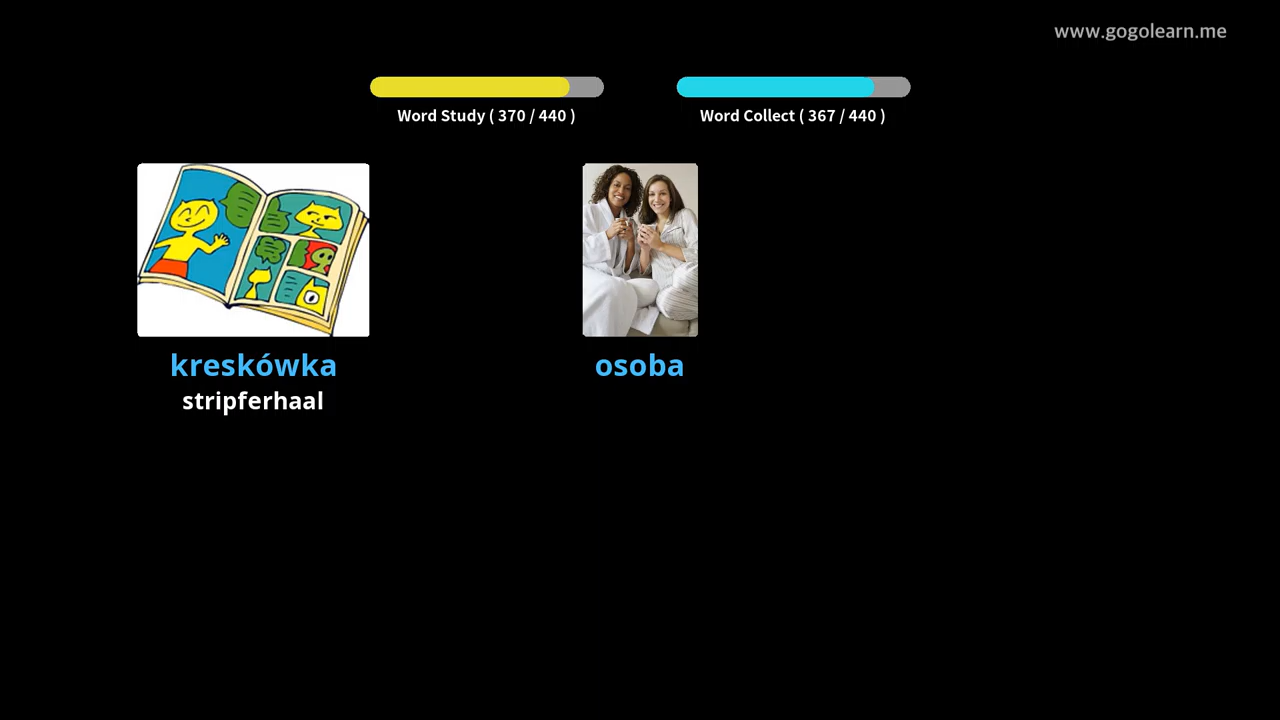 www.gogolearn.me
Word Study ( 370 / 440 )
Word Collect ( 367 / 440 )
kreskówka
stripferhaal
osoba